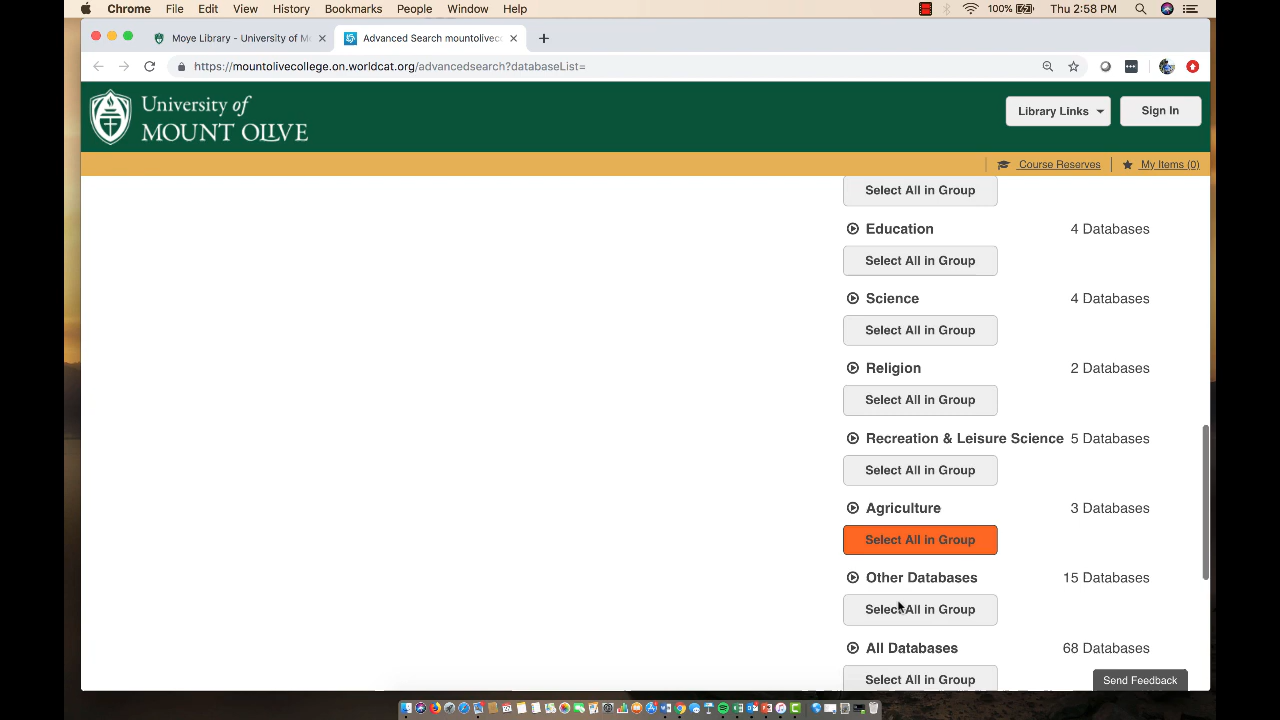 Chrome File Edit View History Bookmarks People Window Help 100% Thu 2:58 PM
Moye Library - University of M Advanced Search mountolivec
https://mountolivecollege.on.worldcat.org/advancedsearch?databaseList=
University of
MOUNT OLIVE
Library Links Sign In
Course Reserves My Items (0)
Select All in Group
Education 4 Databases
Select All in Group
Science 4 Databases
Select All in Group
Religion 2 Databases
Select All in Group
Recreation & Leisure Science 5 Databases
Select All in Group
Agriculture 3 Databases
Select All in Group
Other Databases 15 Databases
Select All in Group
All Databases 68 Databases
Select All in Group
Send Feedback